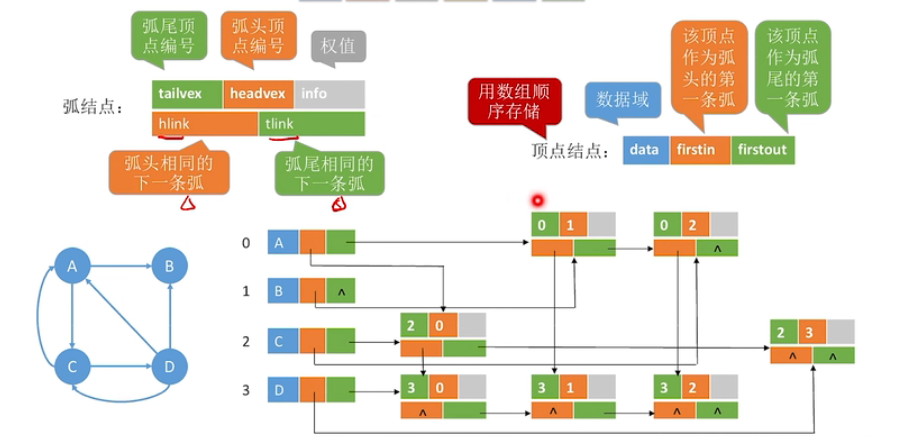 弧尾顶
点编号
弧头顶
点编号
权值
弧结点：
tailvex headvex info
hlink tlink
弧头相同的
下一条弧
弧尾相同的
下一条弧
用数组顺
序存储
数据域
该顶点
作为弧
头的第
一条弧
该顶点
作为弧
尾的第
一条弧
顶点结点：
data firstin firstout
A B
C D
0 A
1 B ^
2 C
3 D
0 1
0 2
^
2 0
2 3
^ ^
3 0
^
3 1
^
3 2
^ ^